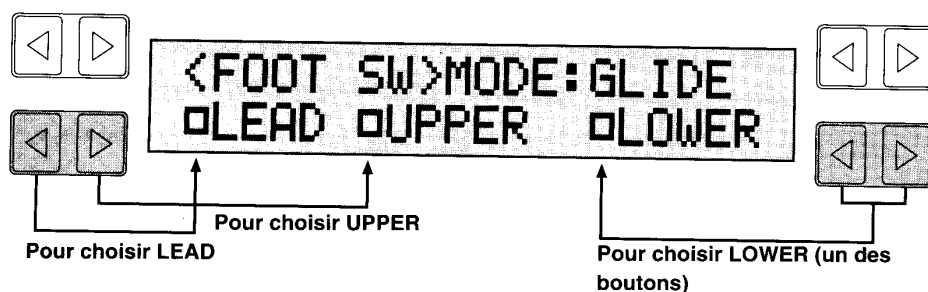 <FOOT SW>MODE:GLIDE
□LEAD □UPPER □LOWER
Pour choisir UPPER
Pour choisir LEAD
Pour choisir LOWER (un des
boutons)